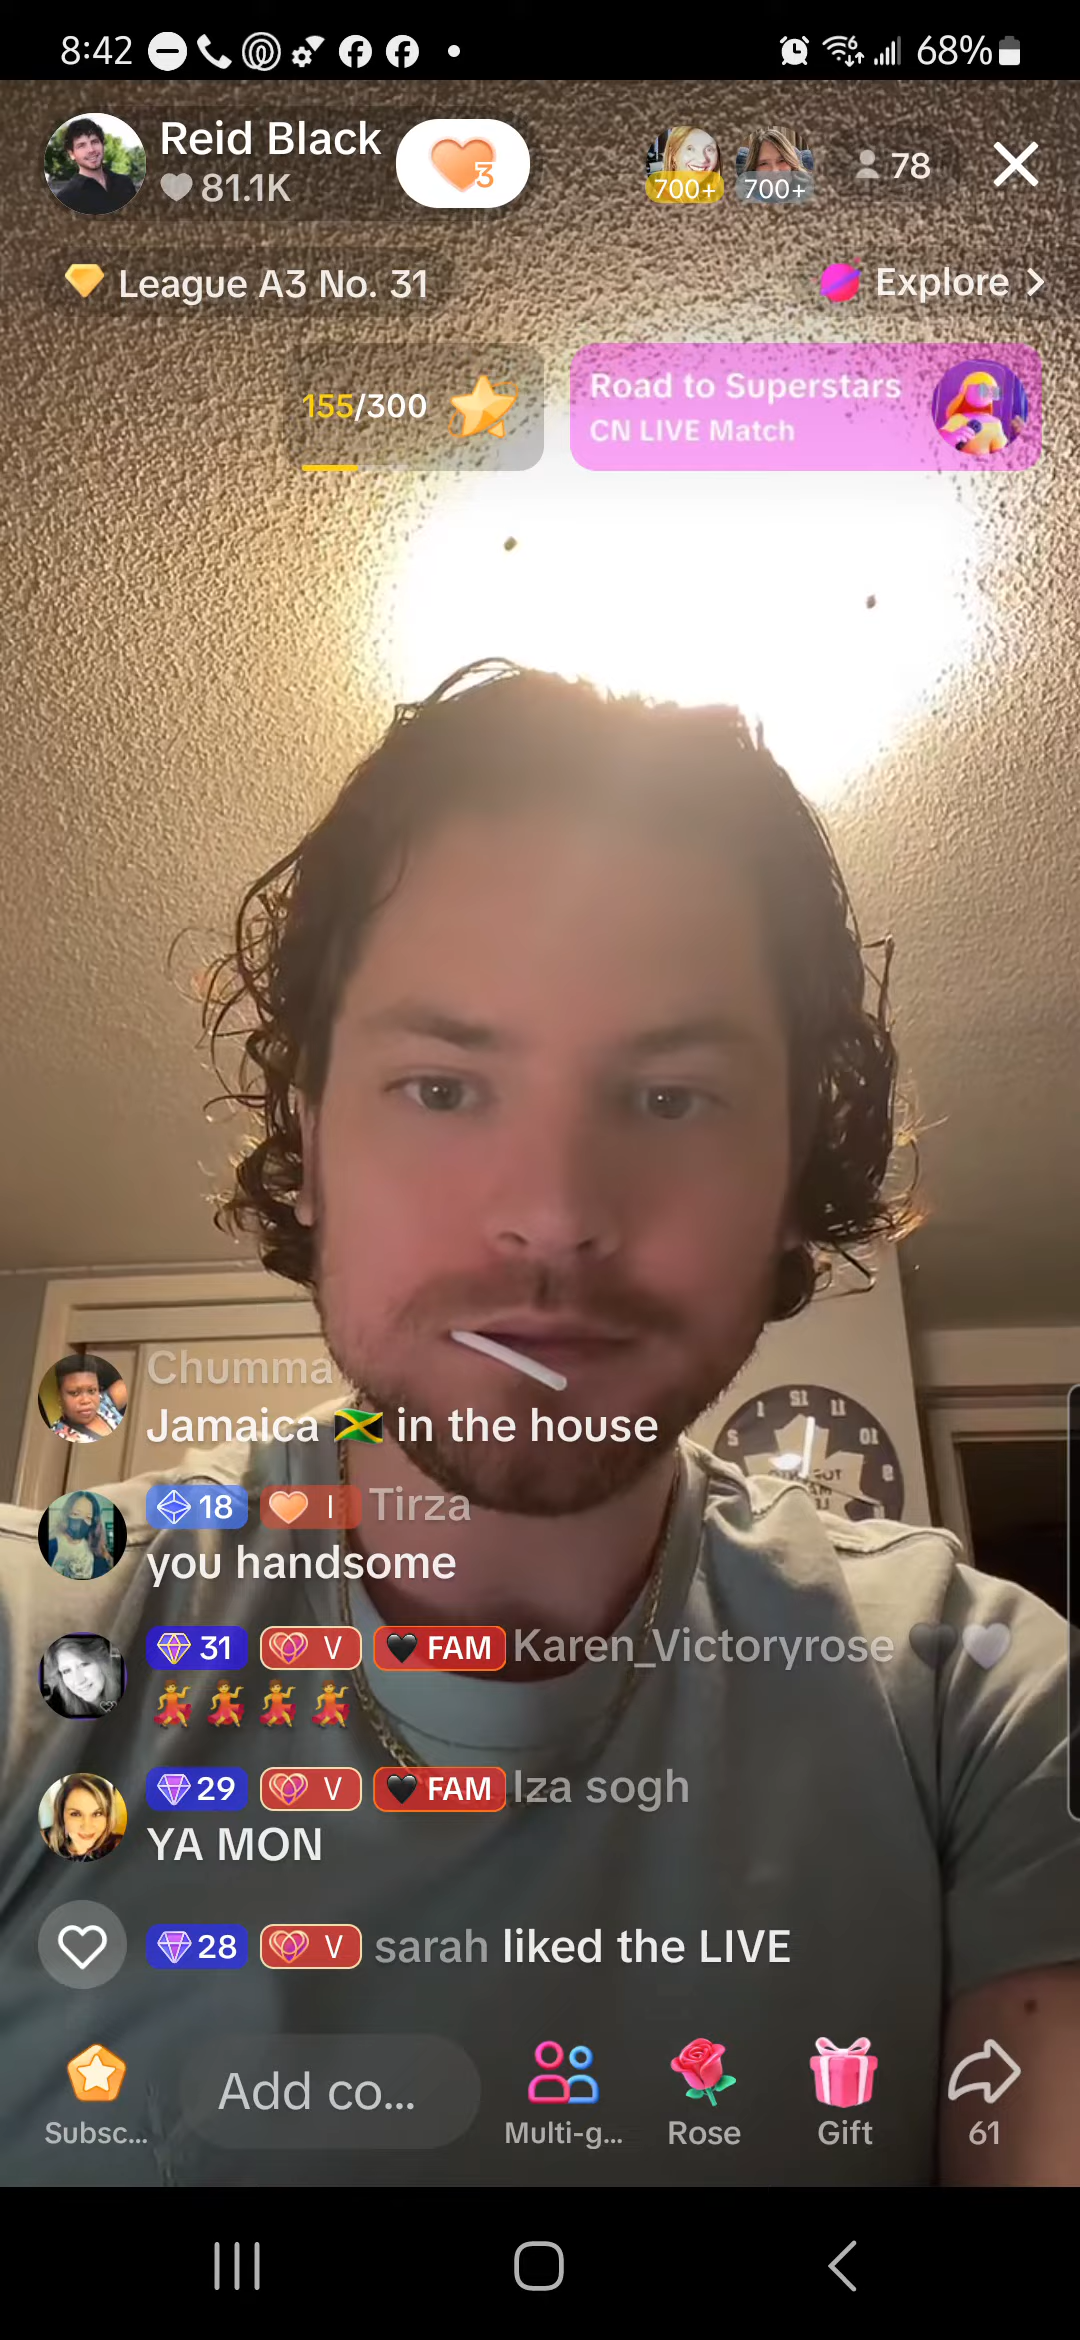 8:42 68%
Reid Black
81.1K
3
700+ 700+ 78
League A3 No. 31
Explore
155/300
Road to Superstars
CN LIVE Match
Chumma
Jamaica 🇯🇲 in the house
18 I Tirza
you handsome
31 V 🖤 FAM Karen_Victoryrose 🖤🤍
💃💃💃💃
29 V 🖤 FAM Iza sogh
YA MON
28 V sarah liked the LIVE
Subsc... Add co... Multi-g... Rose Gift 61